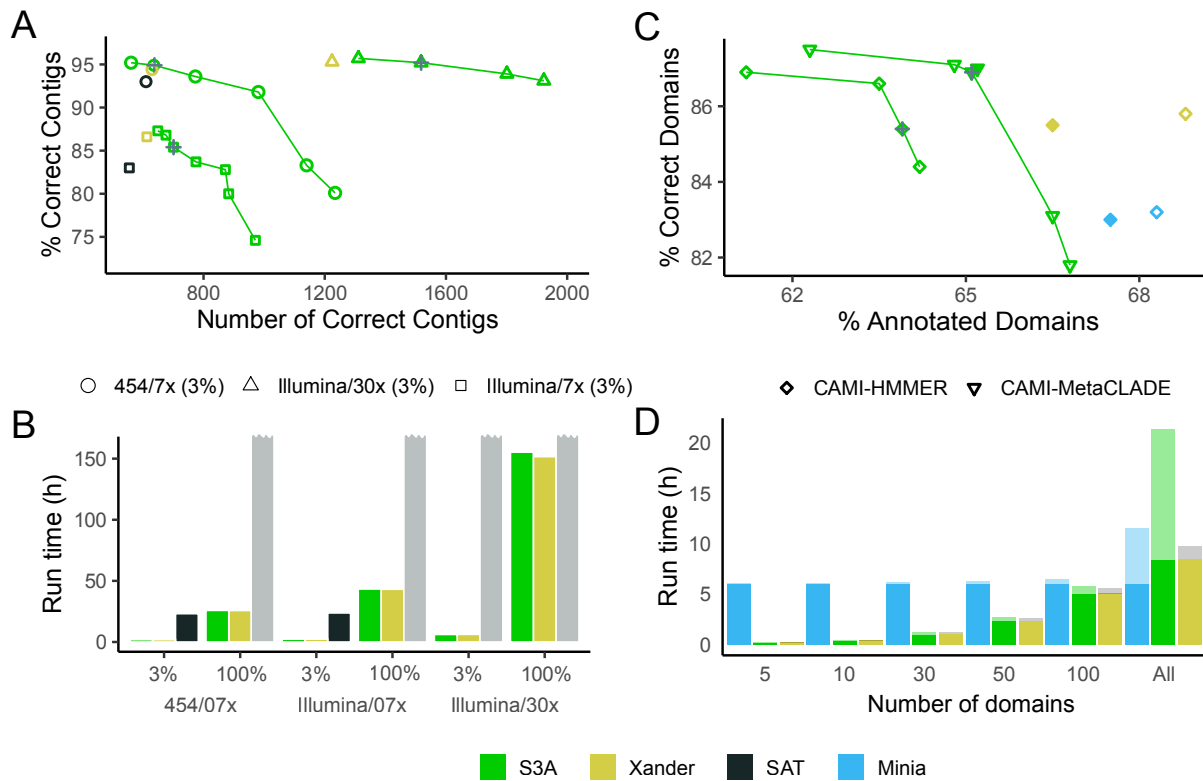 A
% Correct Contigs
95
90
85
80
75
800
1200
1600
2000
Number of Correct Contigs
454/7x (3%)
Illumina/30x (3%)
Illumina/7x (3%)
C
% Correct Domains
86
84
82
62
65
68
% Annotated Domains
CAMI-HMMER
CAMI-MetaCLADE
B
Run time (h)
150
100
50
0
3%
100%
3%
100%
3%
100%
454/07x
Illumina/07x
Illumina/30x
D
Run time (h)
20
15
10
5
0
5
10
30
50
100
All
Number of domains
S3A
Xander
SAT
Minia